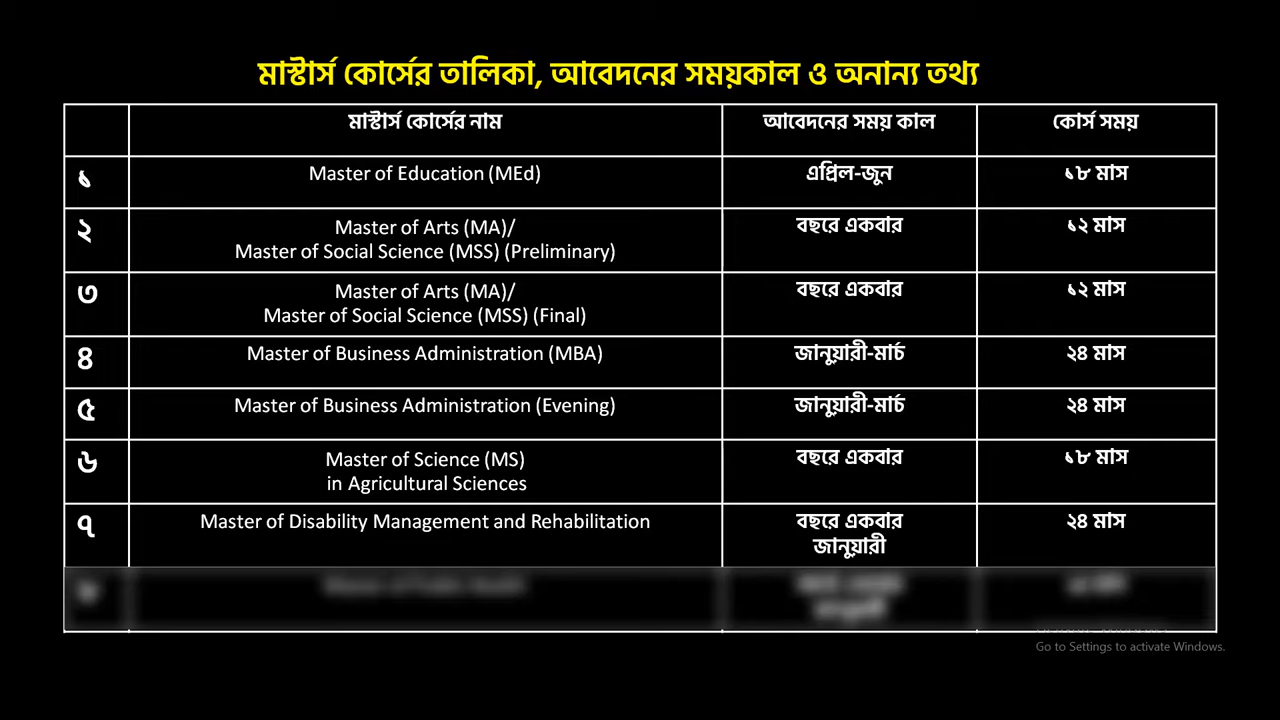 মাস্টার্স কোর্সের তালিকা, আবেদনের সময়কাল ও অনান্য তথ্য
মাস্টার্স কোর্সের নাম আবেদনের সময় কাল কোর্স সময়
১ Master of Education (MEd) এপ্রিল-জুন ১৮ মাস
২ Master of Arts (MA)/ বছরে একবার ১২ মাস
Master of Social Science (MSS) (Preliminary)
৩ Master of Arts (MA)/ বছরে একবার ১২ মাস
Master of Social Science (MSS) (Final)
৪ Master of Business Administration (MBA) জানুয়ারী-মার্চ ২৪ মাস
৫ Master of Business Administration (Evening) জানুয়ারী-মার্চ ২৪ মাস
৬ Master of Science (MS) বছরে একবার ১৮ মাস
in Agricultural Sciences
৭ Master of Disability Management and Rehabilitation বছরে একবার ২৪ মাস
জানুয়ারী
Go to Settings to activate Windows.